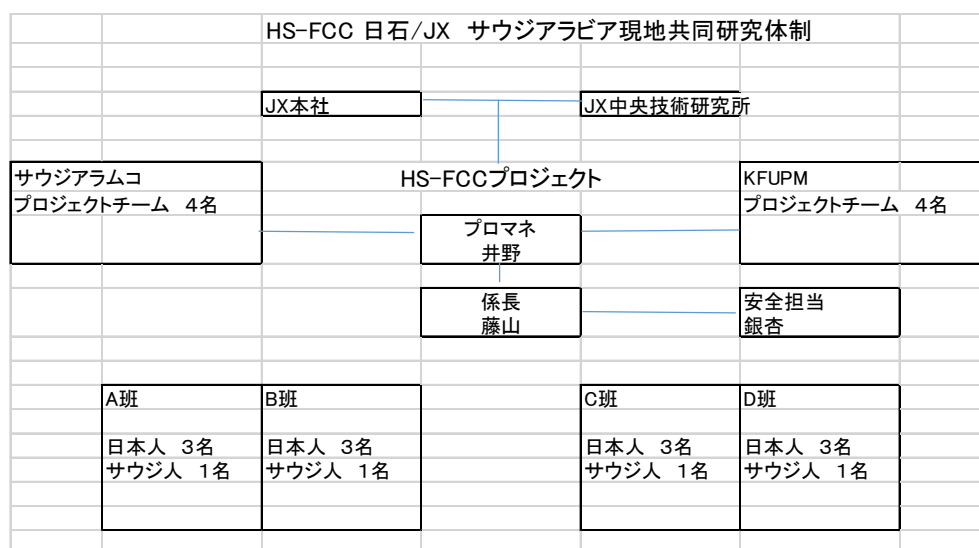 HS-FCC 日石/JX　サウジアラビア現地共同研究体制
JX本社
JX中央技術研究所
サウジアラムコ
プロジェクトチーム　４名
HS-FCCプロジェクト
KFUPM
プロジェクトチーム　４名
プロマネ
井野
係長
藤山
安全担当
銀杏
A班
日本人　３名
サウジ人　１名
B班
日本人　３名
サウジ人　１名
C班
日本人　３名
サウジ人　１名
D班
日本人　３名
サウジ人　１名